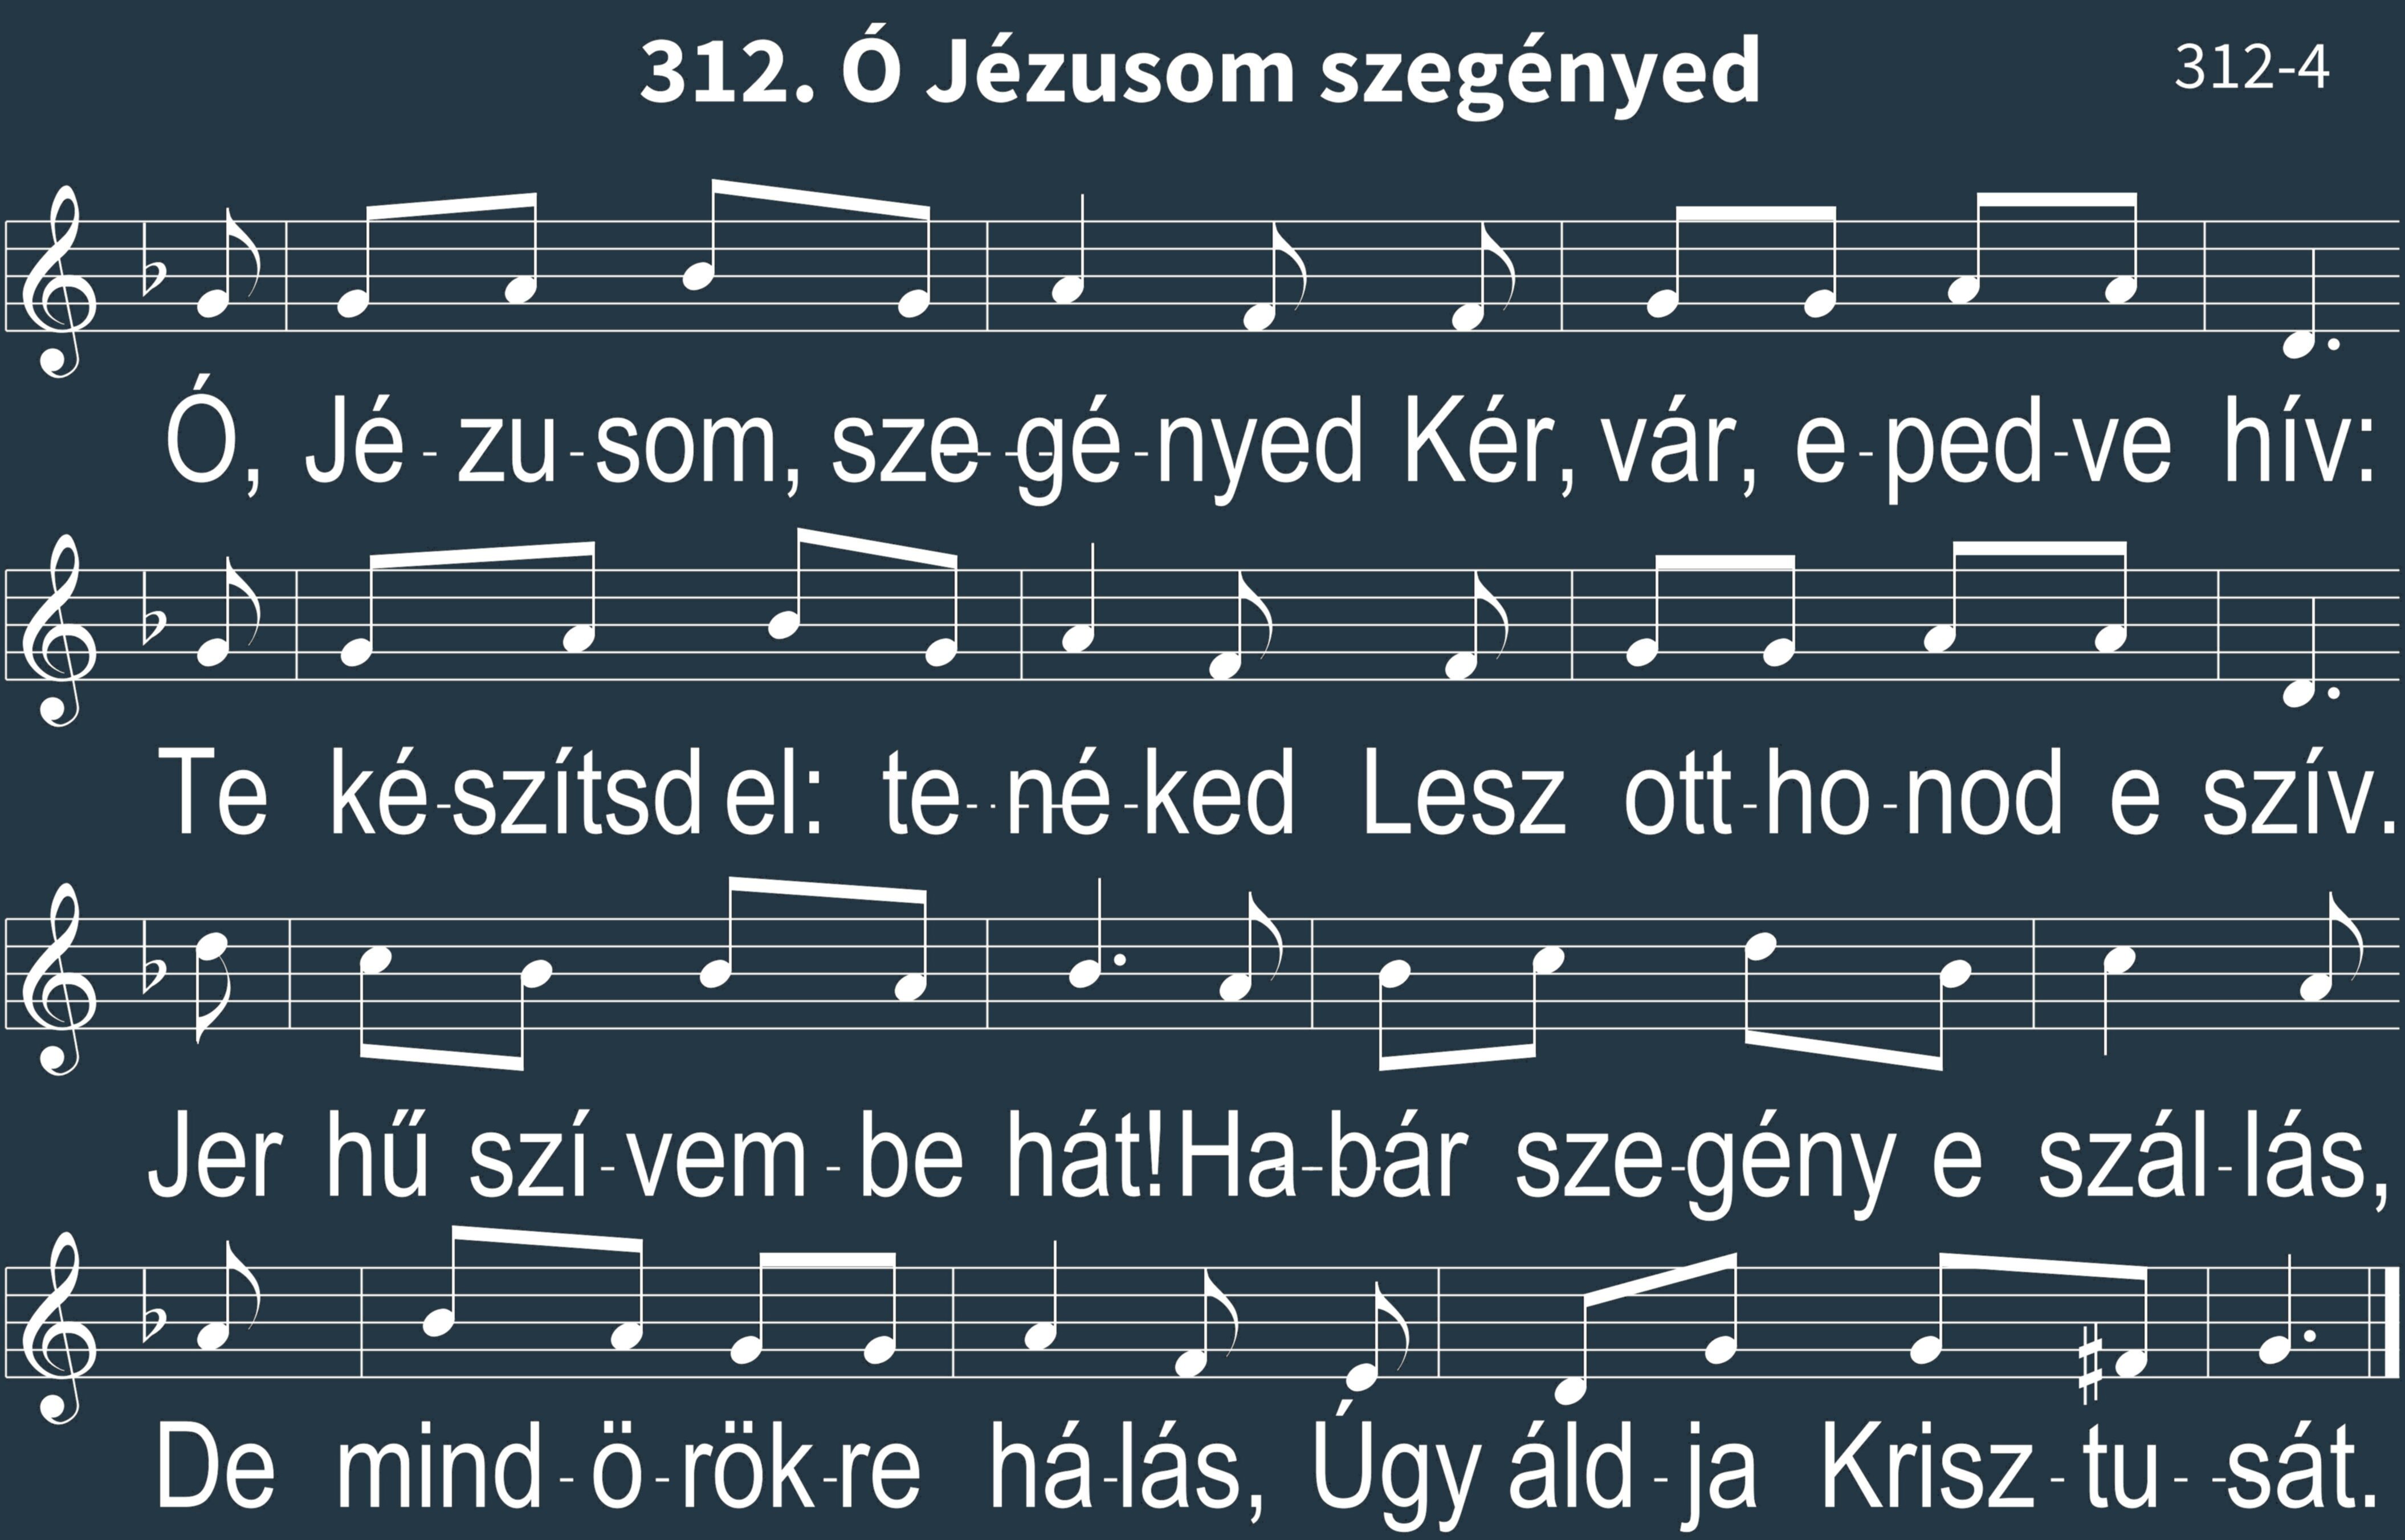 312. Ó Jézusom szegényed
312-4
Ó, Jé-zu-som, sze-gé-nyed Kér, vár, e-ped-ve hív:
Te ké-szítsd el: te-né-ked Lesz ott-ho-nod e szív.
Jer hű szí-vem-be hát! Ha-bár sze-gény e szál-lás,
De mind-ö-rök-re há-lás, Úgy áld-ja Krisz-tu-sát.